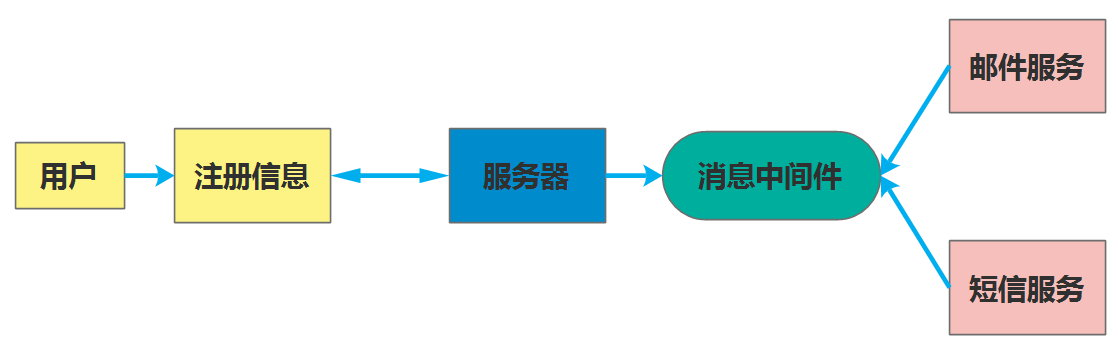 用户
注册信息
服务器
消息中间件
邮件服务
短信服务